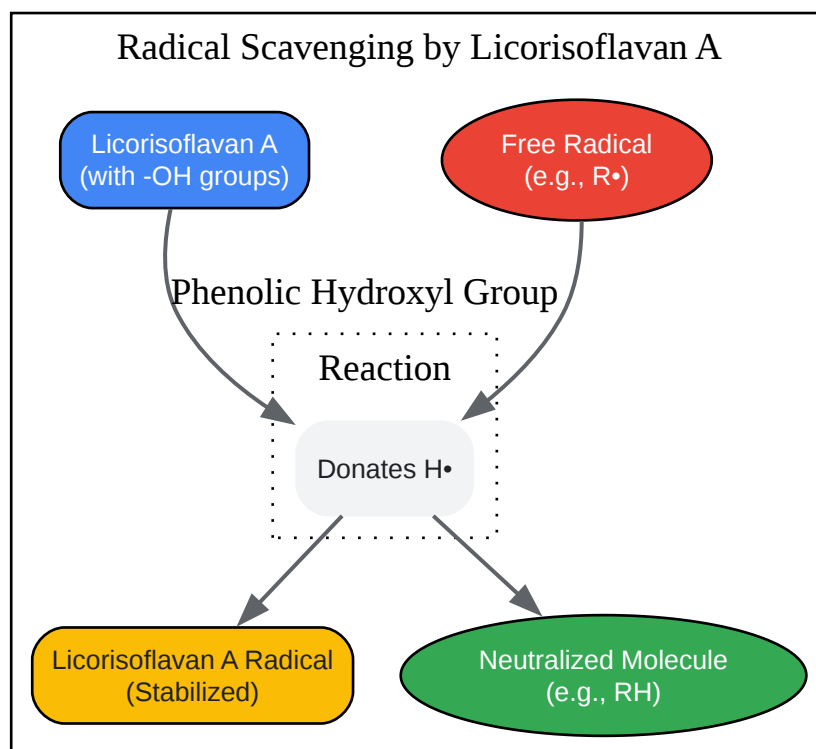 Radical Scavenging by Licorisoflavan A
Licorisoflavan A
(with -OH groups)
Free Radical
(e.g., R•)
Phenolic Hydroxyl Group
Reaction
Donates H•
Licorisoflavan A Radical
(Stabilized)
Neutralized Molecule
(e.g., RH)